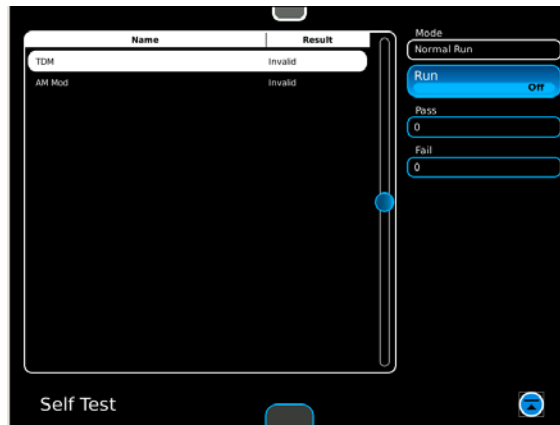 Name Result
TDM Invalid
AM Mod Invalid
Mode
Normal Run
Run
Off
Pass
0
Fail
0
Self Test